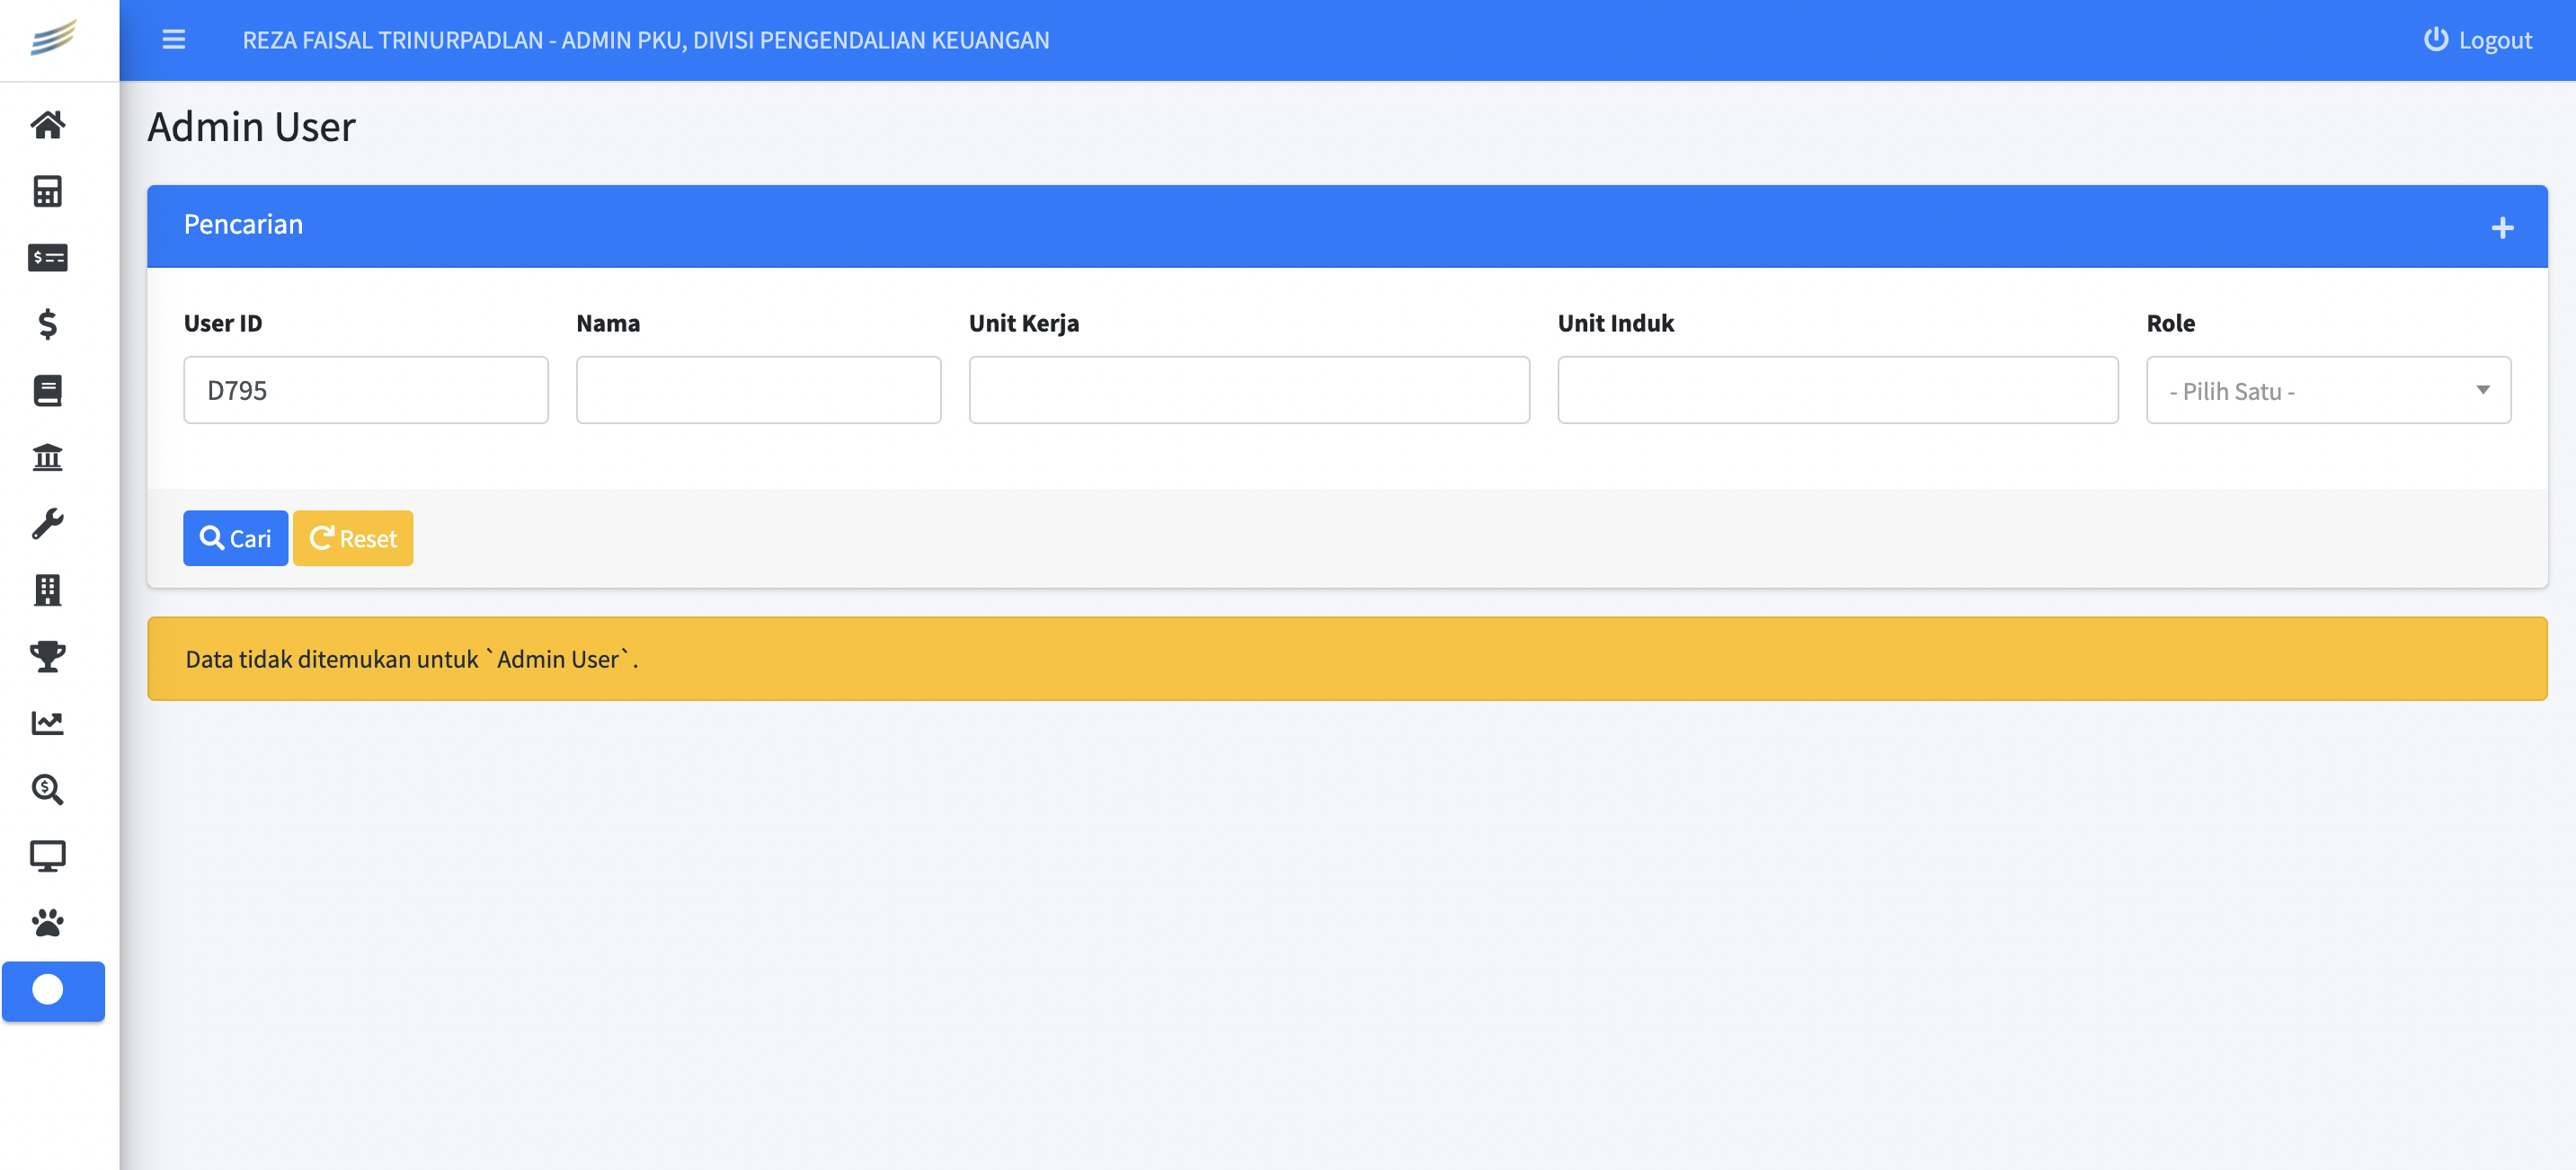 REZA FAISAL TRINURPADLAN - ADMIN PKU, DIVISI PENGENDALIAN KEUANGAN
Logout
Admin User
Pencarian
User ID
Nama
Unit Kerja
Unit Induk
Role
D795
- Pilih Satu -
Cari
Reset
Data tidak ditemukan untuk `Admin User`.